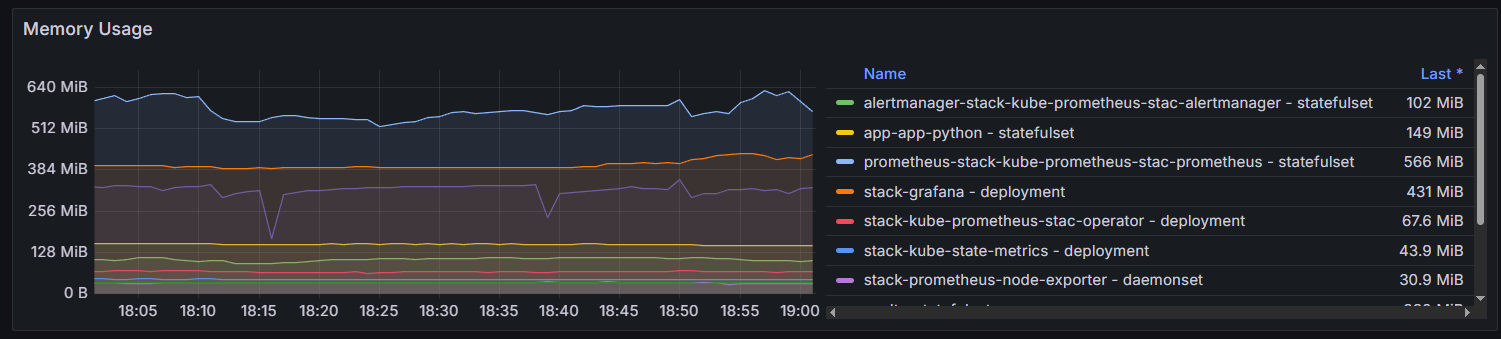 Memory Usage
640 MiB
512 MiB
384 MiB
256 MiB
128 MiB
0 B
18:05 18:10 18:15 18:20 18:25 18:30 18:35 18:40 18:45 18:50 18:55 19:00
Name Last *
alertmanager-stack-kube-prometheus-stac-alertmanager - statefulset 102 MiB
app-app-python - statefulset 149 MiB
prometheus-stack-kube-prometheus-stac-prometheus - statefulset 566 MiB
stack-grafana - deployment 431 MiB
stack-kube-prometheus-stac-operator - deployment 67.6 MiB
stack-kube-state-metrics - deployment 43.9 MiB
stack-prometheus-node-exporter - daemonset 30.9 MiB